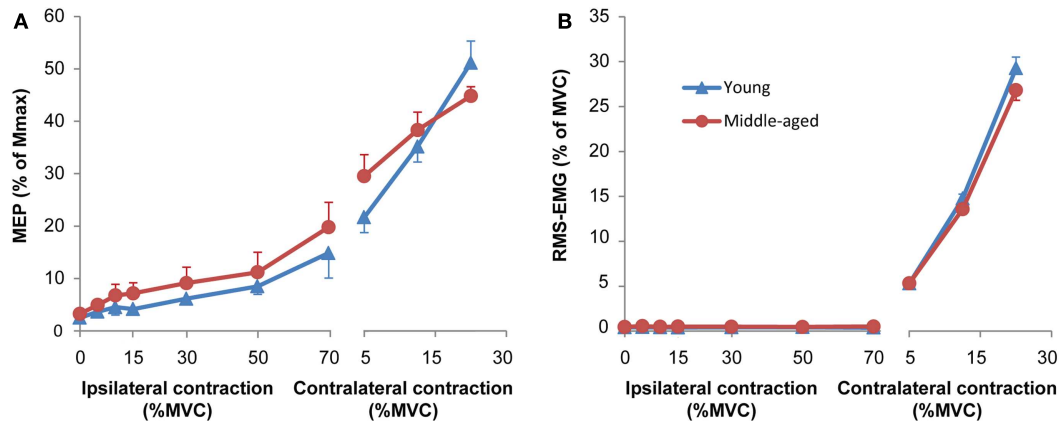 A
MEP (% of Mmax)
60
50
40
30
20
10
0
0 15 30 50 70 5 15 30
Ipsilateral contraction (%MVC)
Contralateral contraction (%MVC)
B
RMS-EMG (% of MVC)
35
30
25
20
15
10
5
0
Young
Middle-aged
0 15 30 50 70 5 15 30
Ipsilateral contraction (%MVC)
Contralateral contraction (%MVC)